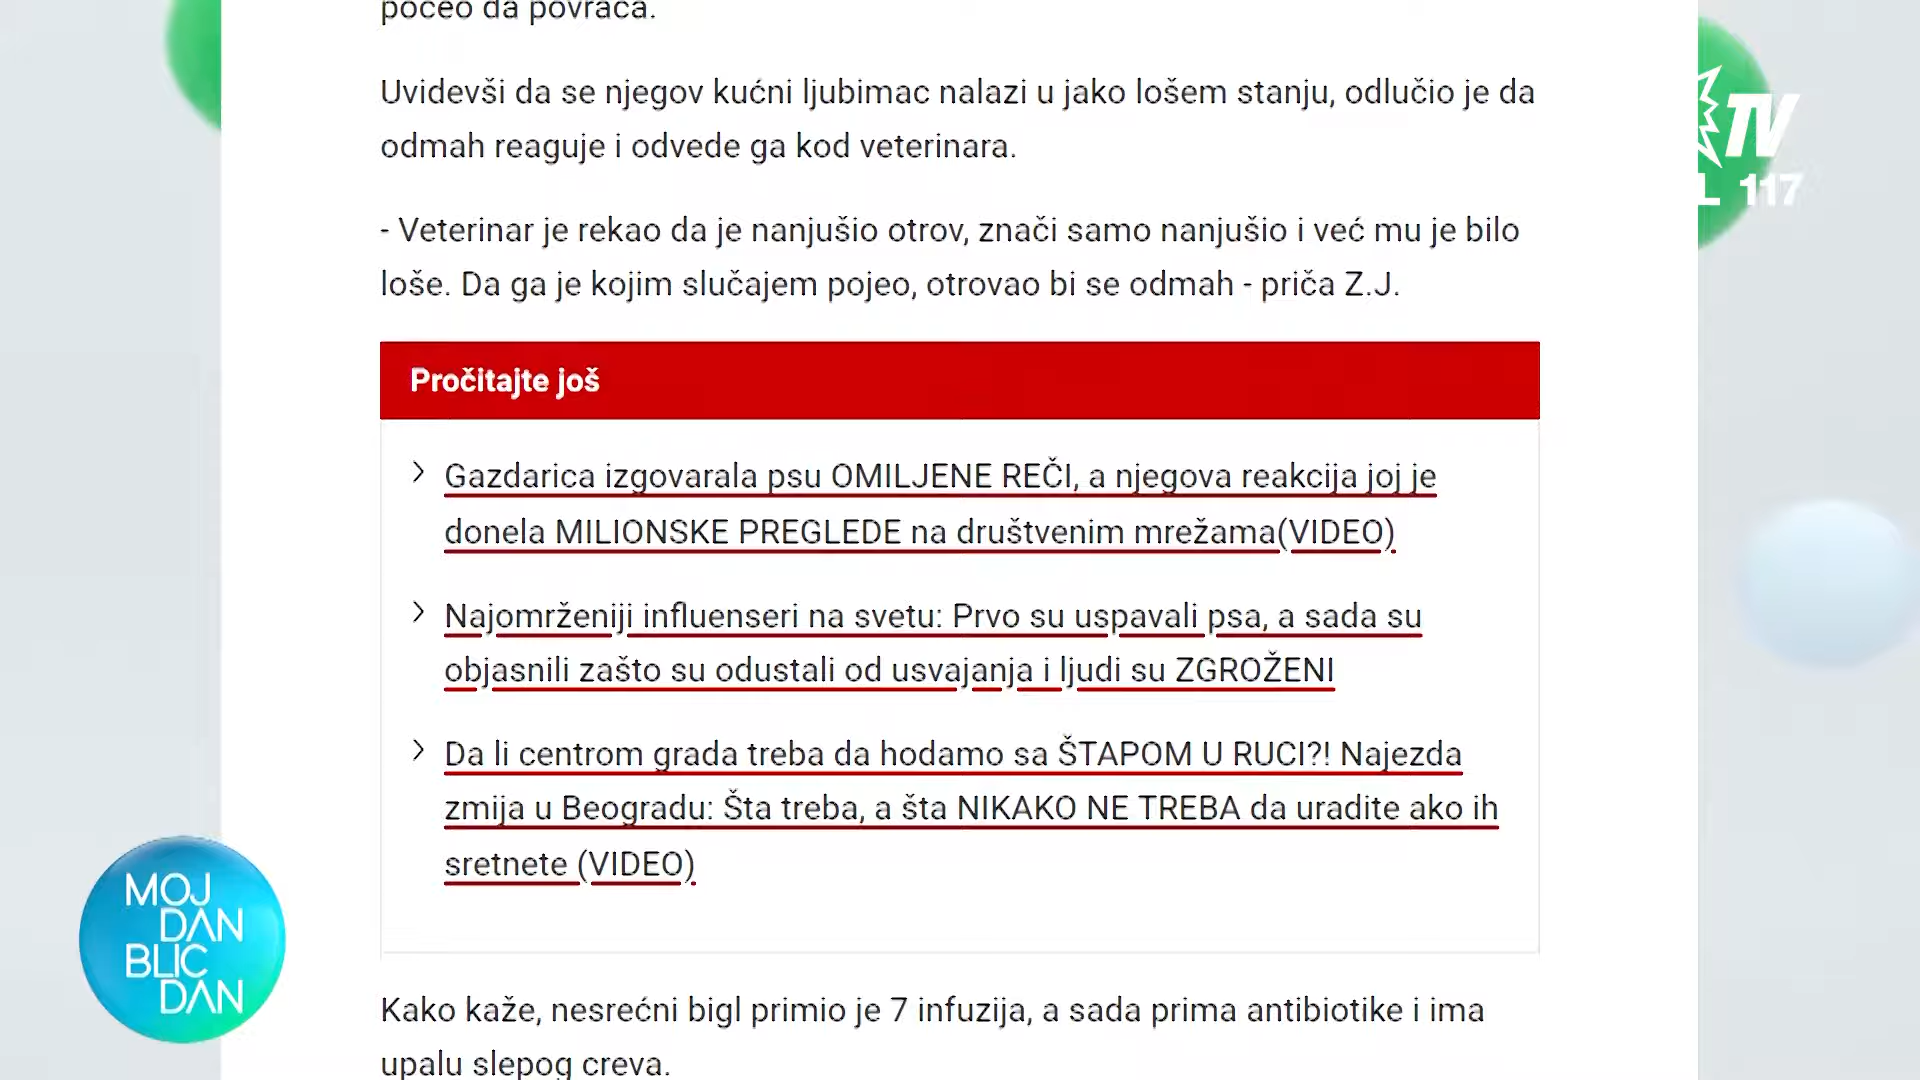 počeo da povraća.
Uvidevši da se njegov kućni ljubimac nalazi u jako lošem stanju, odlučio je da
odmah reaguje i odvede ga kod veterinara.
TV
L 117
- Veterinar je rekao da je nanjušio otrov, znači samo nanjušio i već mu je bilo
loše. Da ga je kojim slučajem pojeo, otrovao bi se odmah - priča Z.J.
Pročitajte još
Gazdarica izgovarala psu OMILJENE REČI, a njegova reakcija joj je
donela MILIONSKE PREGLEDE na društvenim mrežama(VIDEO)
Najomrženiji influenseri na svetu: Prvo su uspavali psa, a sada su
objasnili zašto su odustali od usvajanja i ljudi su ZGROŽENI
Da li centrom grada treba da hodamo sa ŠTAPOM U RUCI?! Najezda
zmija u Beogradu: Šta treba, a šta NIKAKO NE TREBA da uradite ako ih
sretnete (VIDEO)
MOJ
DAN
BLIC
DAN
Kako kaže, nesrećni bigl primio je 7 infuzija, a sada prima antibiotike i ima
upalu slepog creva.